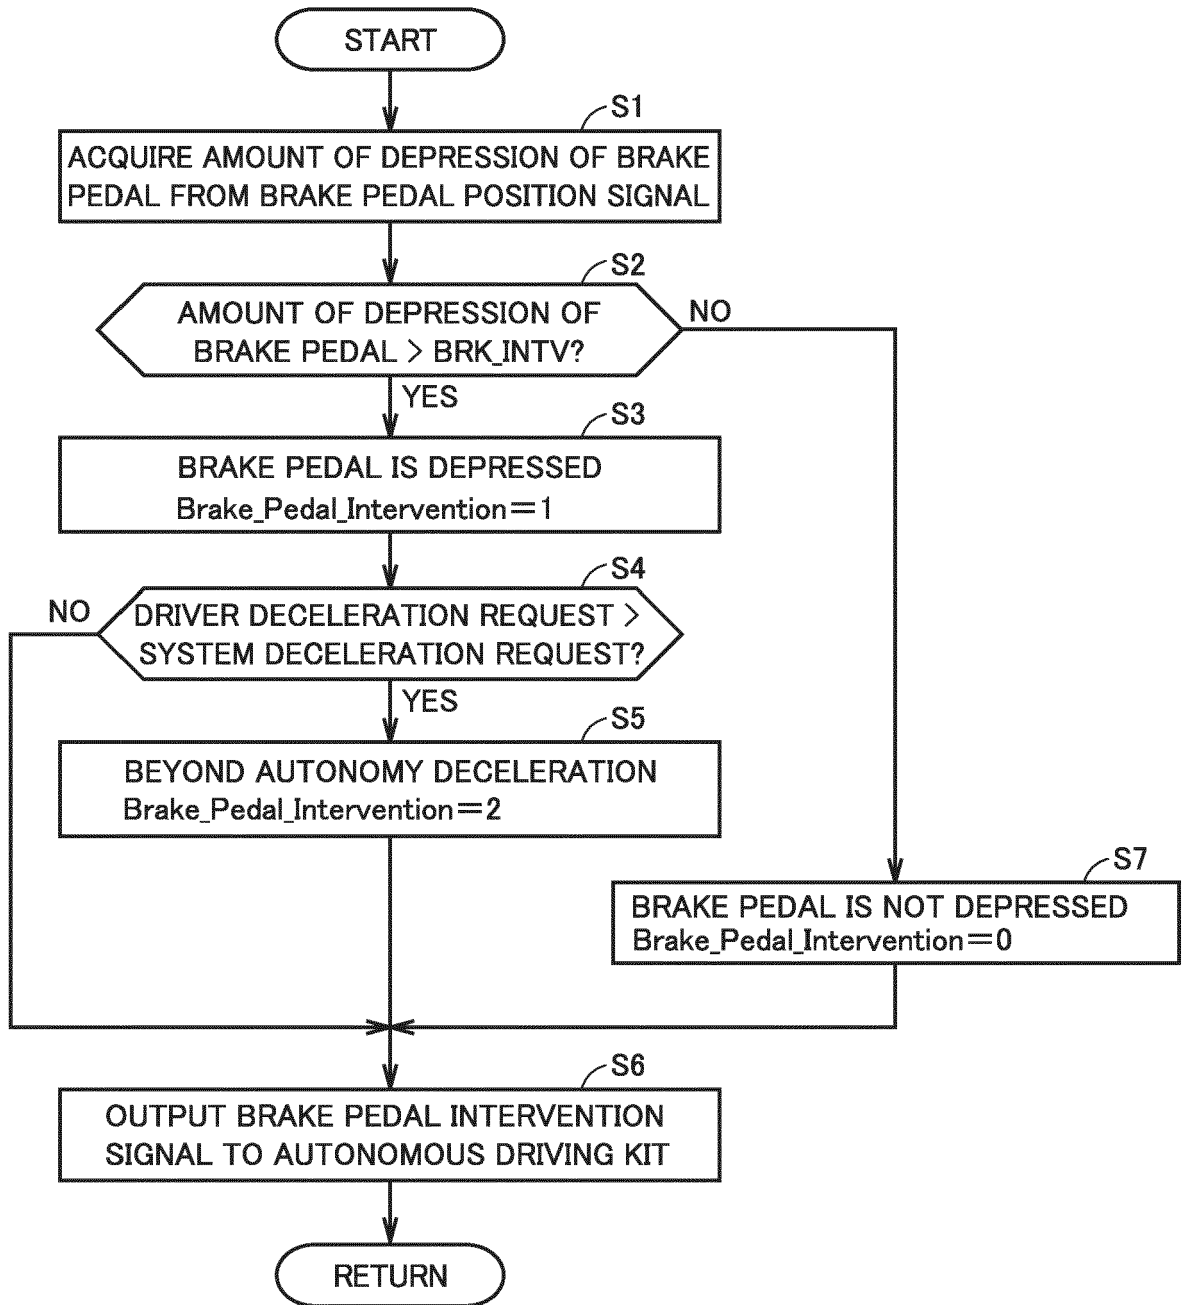 START
S1
ACQUIRE AMOUNT OF DEPRESSION OF BRAKE
PEDAL FROM BRAKE PEDAL POSITION SIGNAL
S2
AMOUNT OF DEPRESSION OF
BRAKE PEDAL > BRK_INTV?
NO
YES
S3
BRAKE PEDAL IS DEPRESSED
Brake_Pedal_Intervention=1
S4
NO
DRIVER DECELERATION REQUEST >
SYSTEM DECELERATION REQUEST?
YES
S5
BEYOND AUTONOMY DECELERATION
Brake_Pedal_Intervention=2
S7
BRAKE PEDAL IS NOT DEPRESSED
Brake_Pedal_Intervention=0
S6
OUTPUT BRAKE PEDAL INTERVENTION
SIGNAL TO AUTONOMOUS DRIVING KIT
RETURN